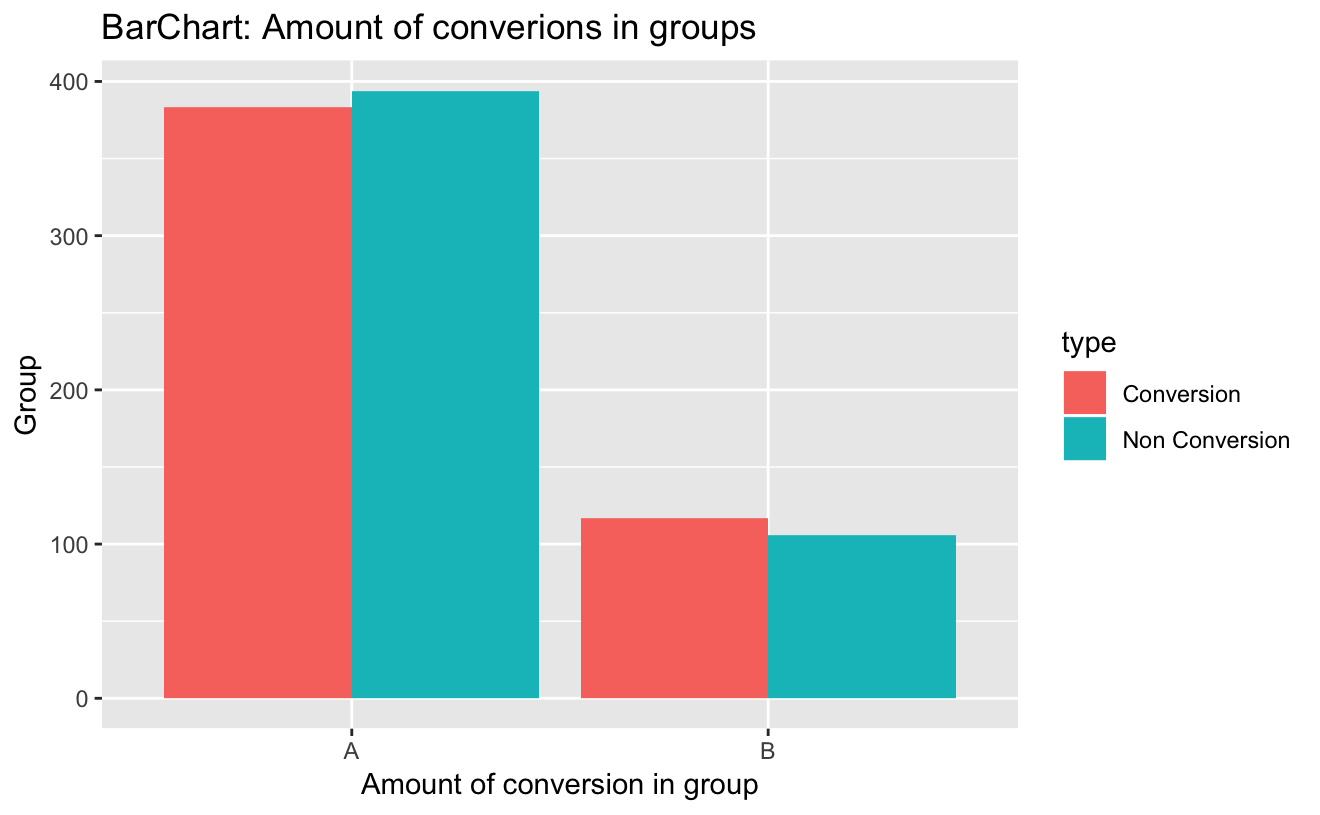 BarChart: Amount of converions in groups
400
300
200
100
0
Group
A
B
Amount of conversion in group
type
Conversion
Non Conversion